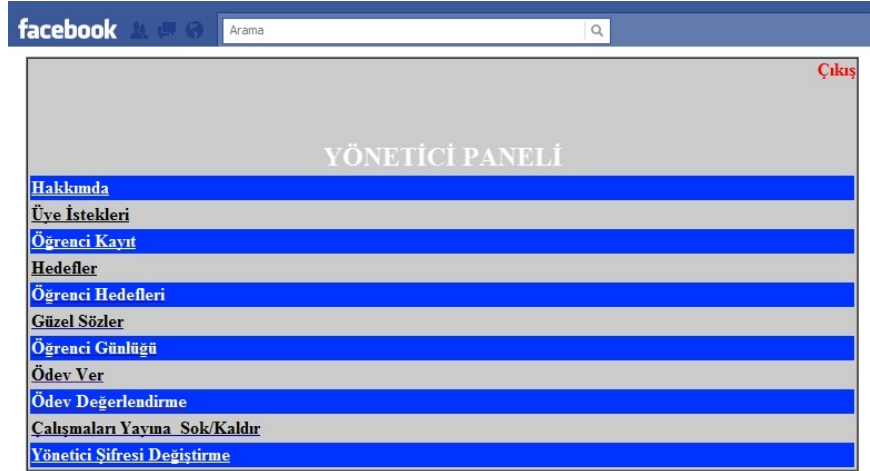 facebook Arama
Çıkış
YÖNETİCİ PANELİ
Hakkımda
Üye İstekleri
Öğrenci Kayıt
Hedefler
Öğrenci Hedefleri
Güzel Sözler
Öğrenci Günlüğü
Ödev Ver
Ödev Değerlendirme
Çalışmaları Yayına Sok/Kaldır
Yönetici Şifresi Değiştirme